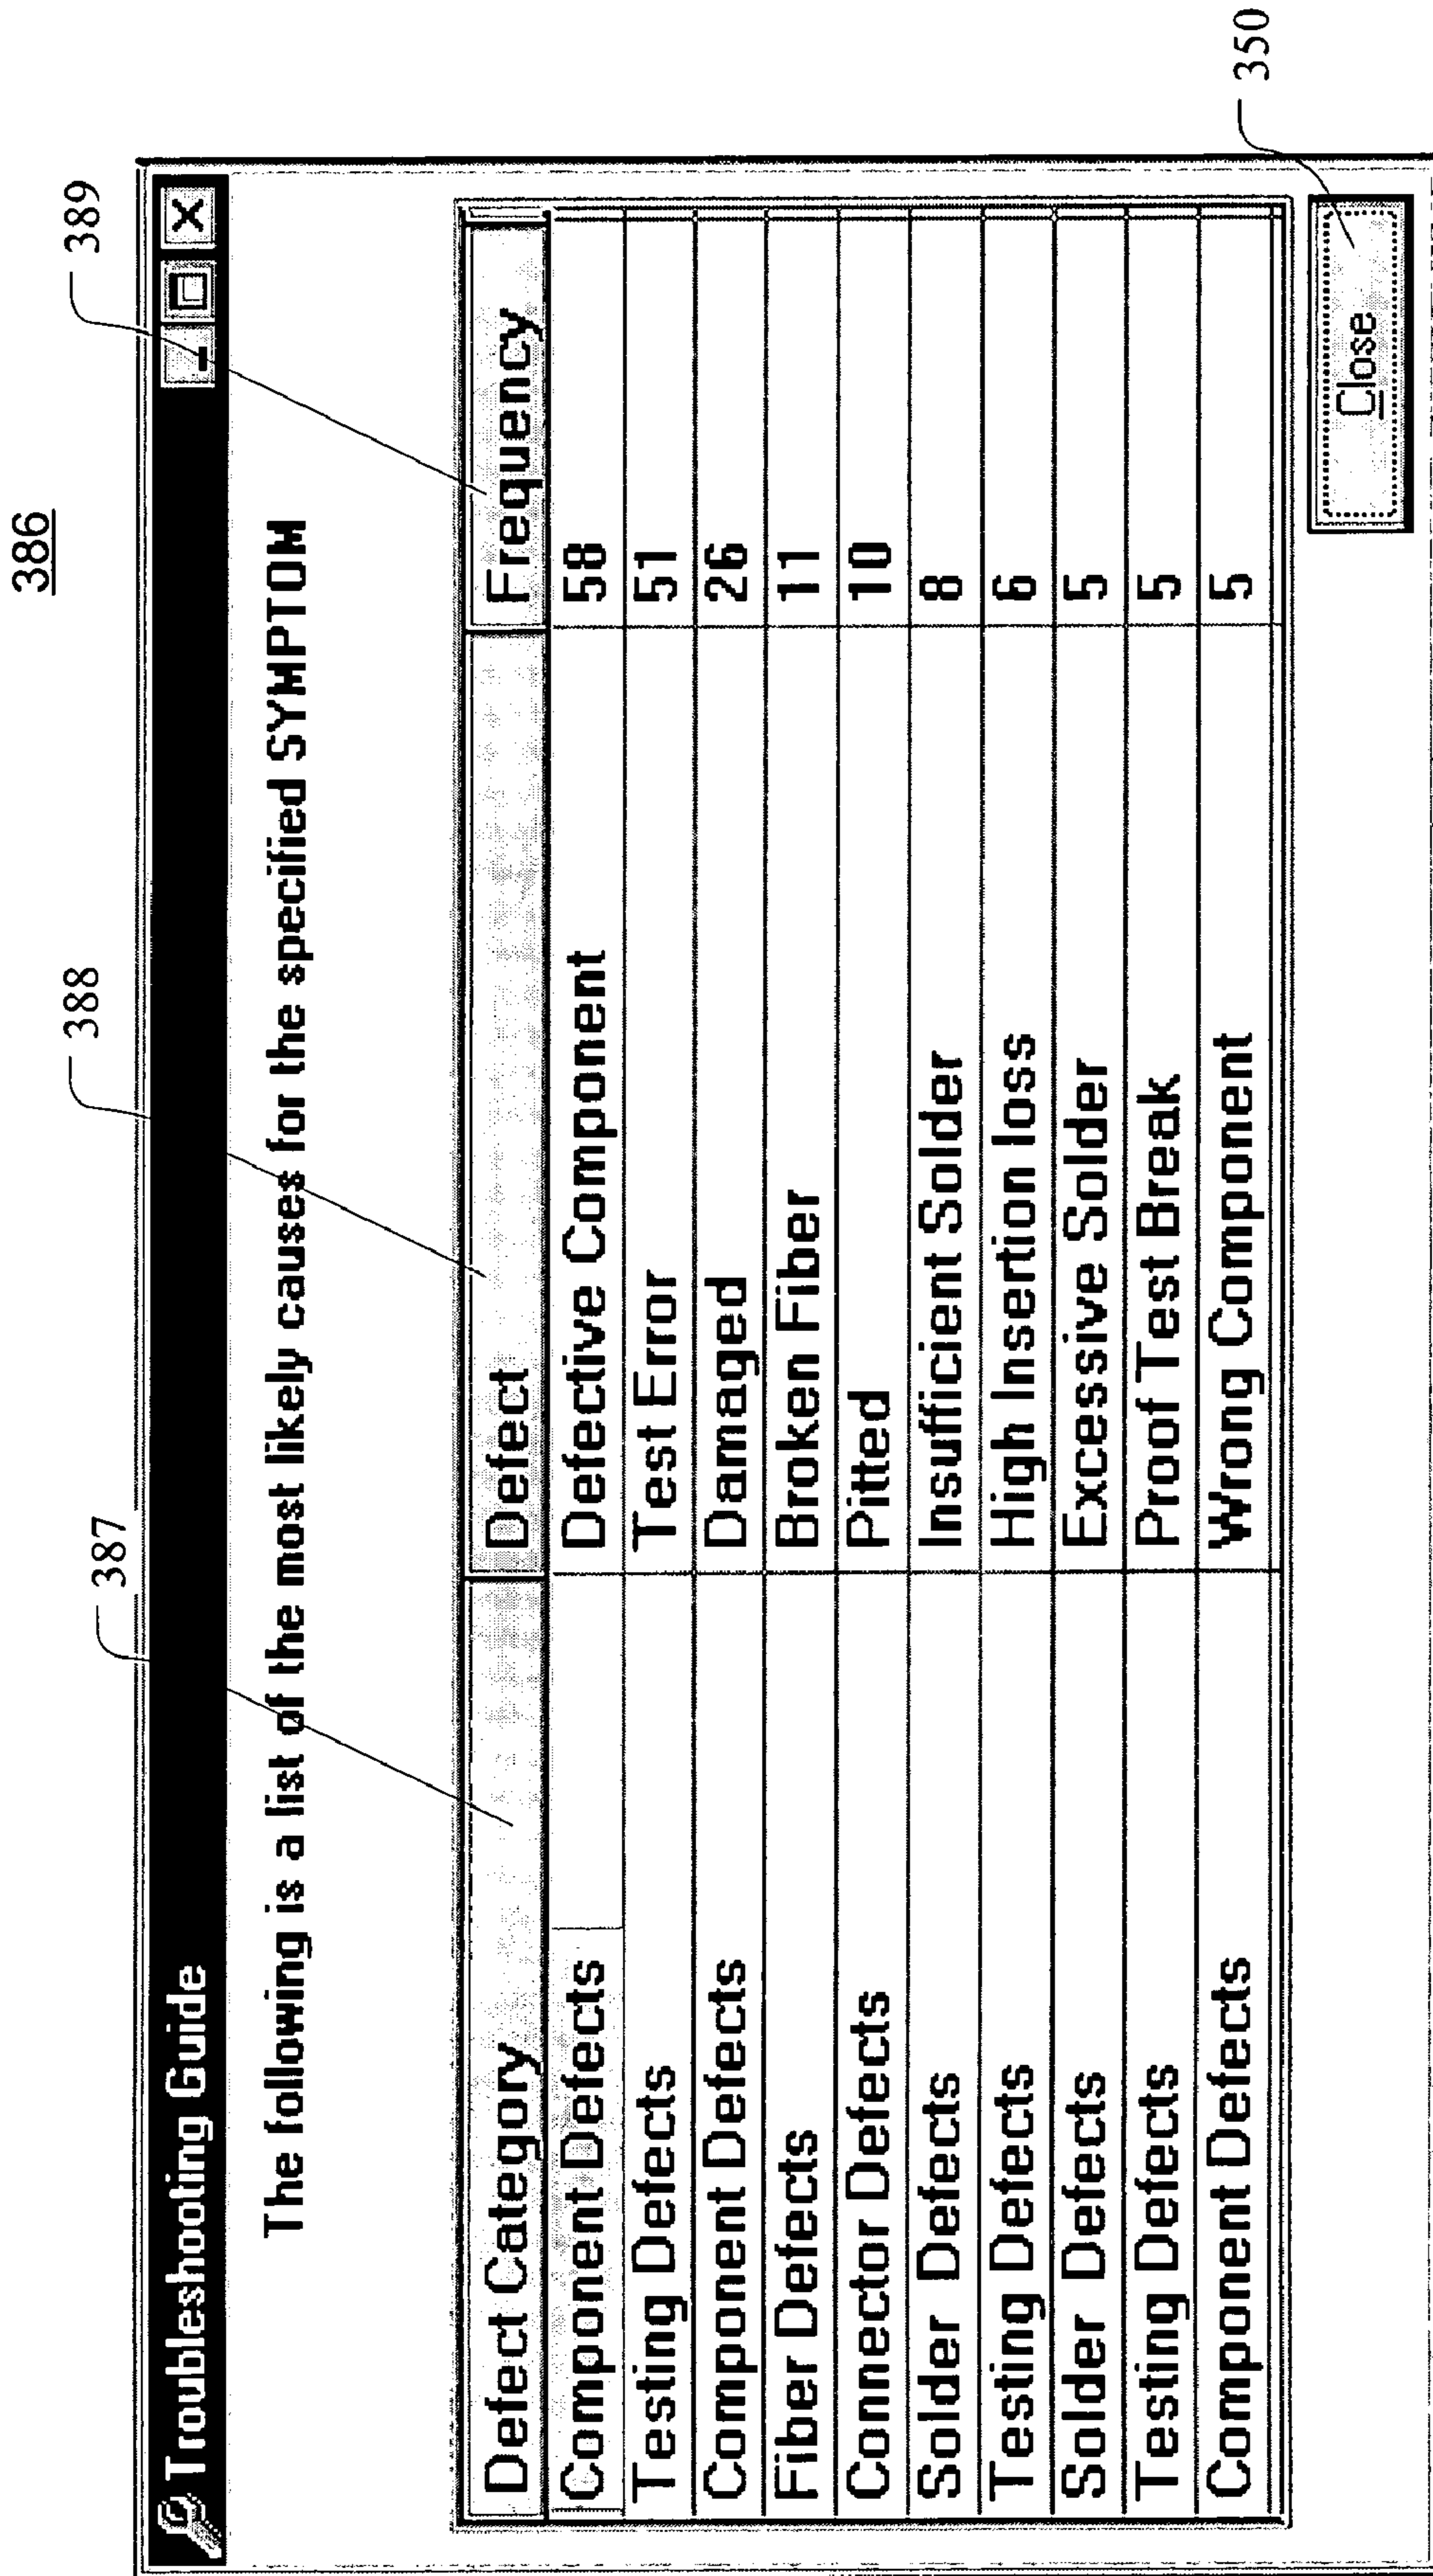 386
387
388
389
Troubleshooting Guide
The following is a list of the most likely causes for the specified SYMPTOM
Defect Category Defect Frequency
Component Defects Defective Component 58
Testing Defects Test Error 51
Component Defects Damaged 26
Fiber Defects Broken Fiber 11
Connector Defects Pitted 10
Solder Defects Insufficient Solder 8
Testing Defects High Insertion loss 6
Solder Defects Excessive Solder 5
Testing Defects Proof Test Break 5
Component Defects Wrong Component 5
Close
350